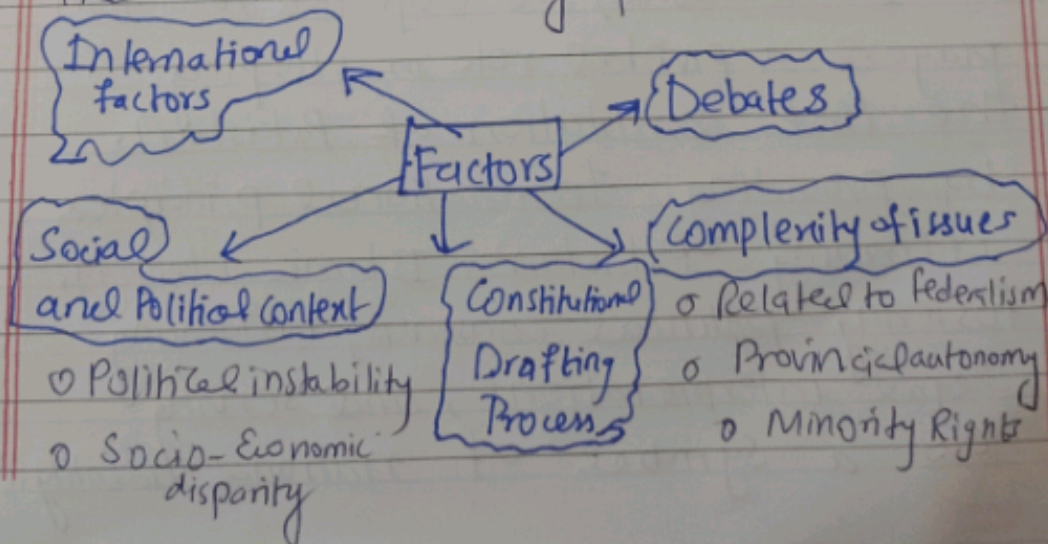 International
factors
Debates
Factors
Social
and Political context
o Political instability
o Socio-Economic
disparity
Constitutional
Drafting
Process
Complexity of issues
o Related to Federalism
o Provincial autonomy
o Minority Rights